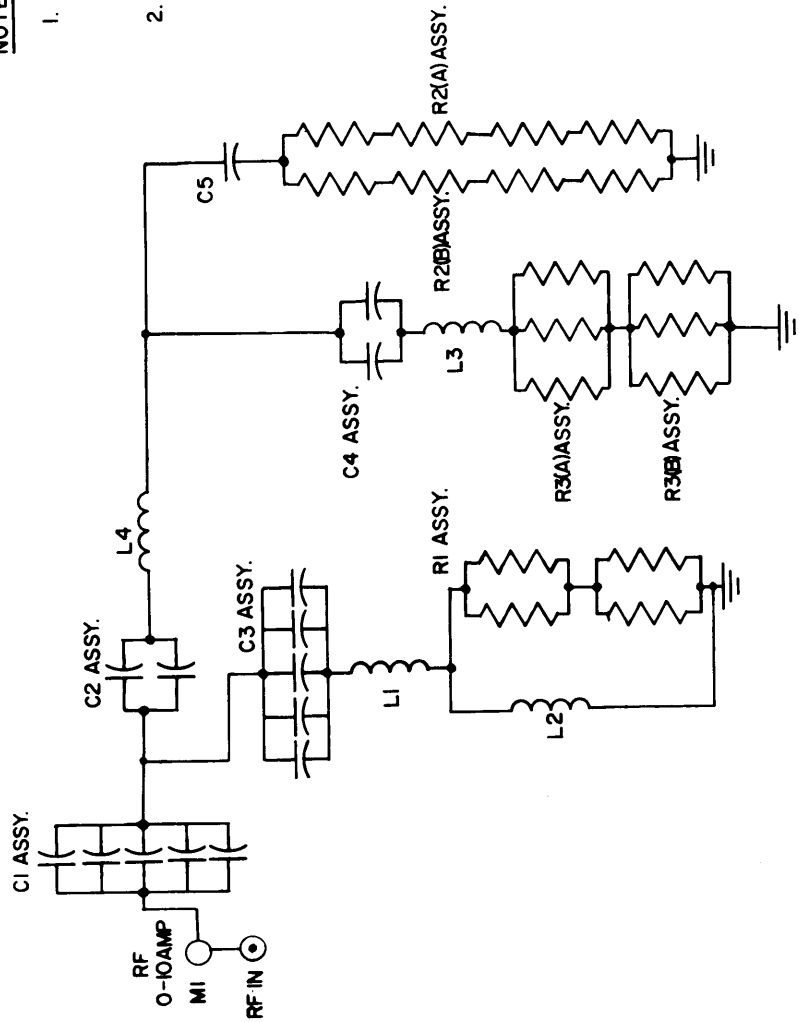 NOTE
1.
2.
C1 ASSY.
RF
0-10AMP
M1
RF IN
C2 ASSY.
L4
C3 ASSY.
L1
L2
R1 ASSY.
C4 ASSY.
L3
R3(A)ASSY.
R3(B)ASSY.
C5
R2(B)ASSY.
R2(A)ASSY.